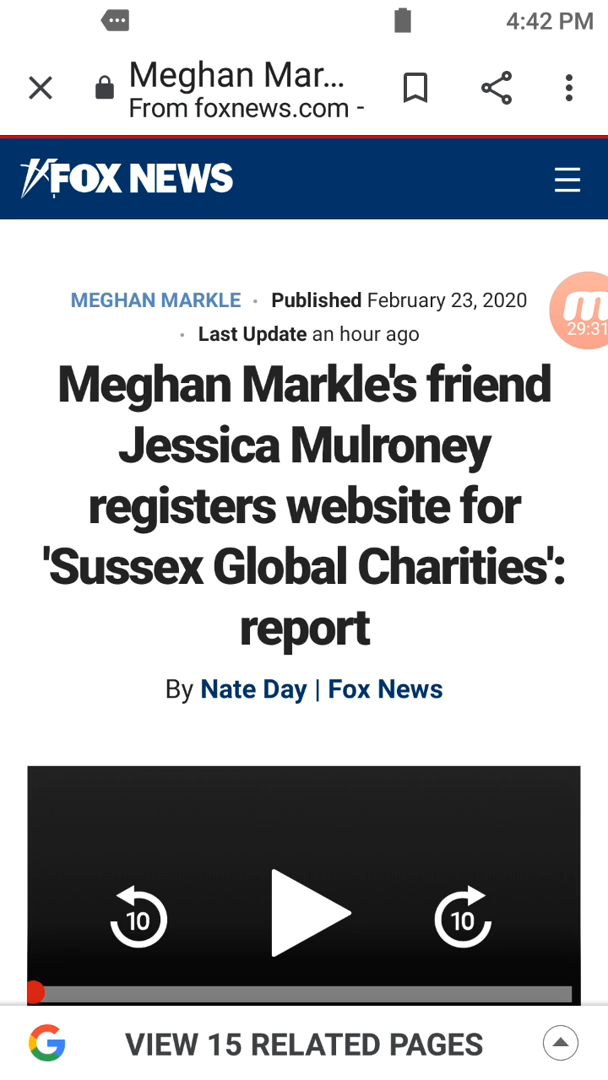 4:42 PM
Meghan Mar...
From foxnews.com -
FOX NEWS
MEGHAN MARKLE · Published February 23, 2020
· Last Update an hour ago
29:31
Meghan Markle's friend
Jessica Mulroney
registers website for
'Sussex Global Charities':
report
By Nate Day | Fox News
10
10
VIEW 15 RELATED PAGES